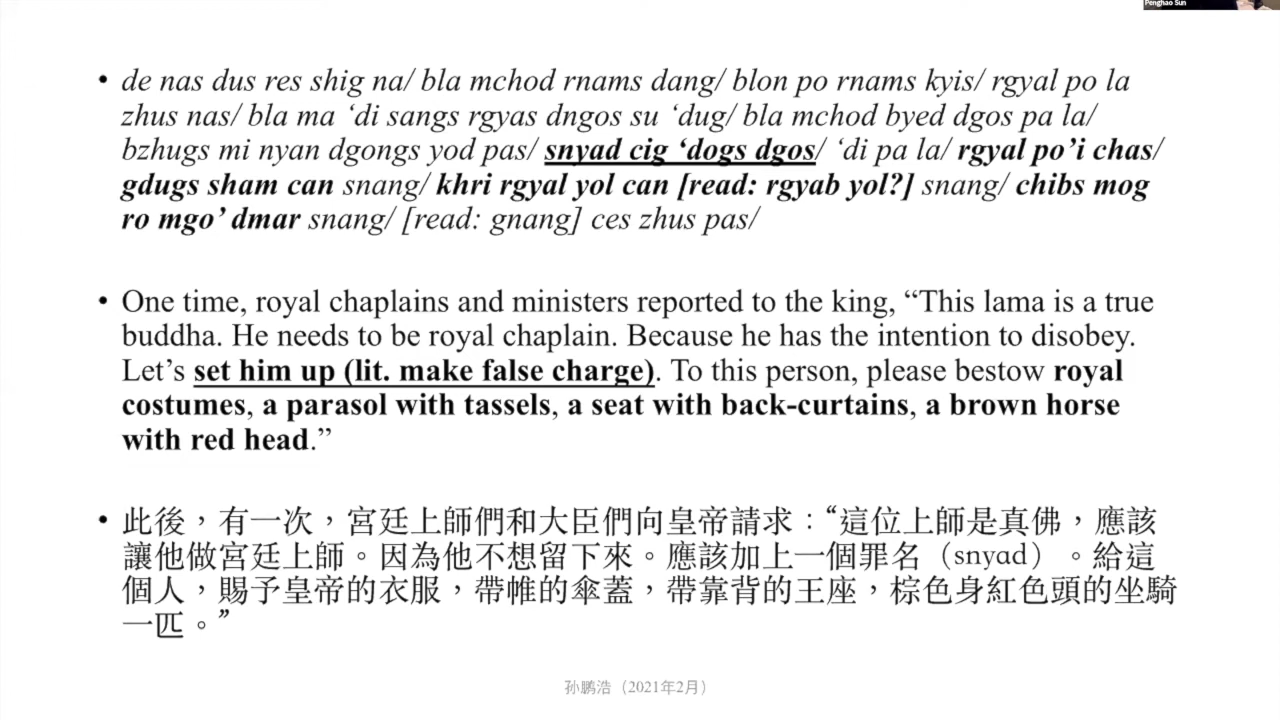 Penghao Sun
• de nas dus res shig na/ bla mchod rnams dang/ blon po rnams kyis/ rgyal po la
zhus nas/ bla ma ‘di sangs rgyas dngos su ‘dug/ bla mchod byed dgos pa la/
bzhugs mi nyan dgongs yod pas/ snyad cig ‘dogs dgos/ ‘di pa la/ rgyal po’i chas/
gdugs sham can snang/ khri rgyal yol can [read: rgyab yol?] snang/ chibs mog
ro mgo’ dmar snang/ [read: gnang] ces zhus pas/
• One time, royal chaplains and ministers reported to the king, “This lama is a true
buddha. He needs to be royal chaplain. Because he has the intention to disobey.
Let’s set him up (lit. make false charge). To this person, please bestow royal
costumes, a parasol with tassels, a seat with back-curtains, a brown horse
with red head.”
• 此後，有一次，宮廷上師們和大臣們向皇帝請求：“這位上師是真佛，應該
讓他做宮廷上師。因為他不想留下來。應該加上一個罪名（snyad）。給這
個人，賜予皇帝的衣服，帶帷的傘蓋，帶靠背的王座，棕色身紅色頭的坐騎
一匹。”
孙鹏浩（2021年2月）